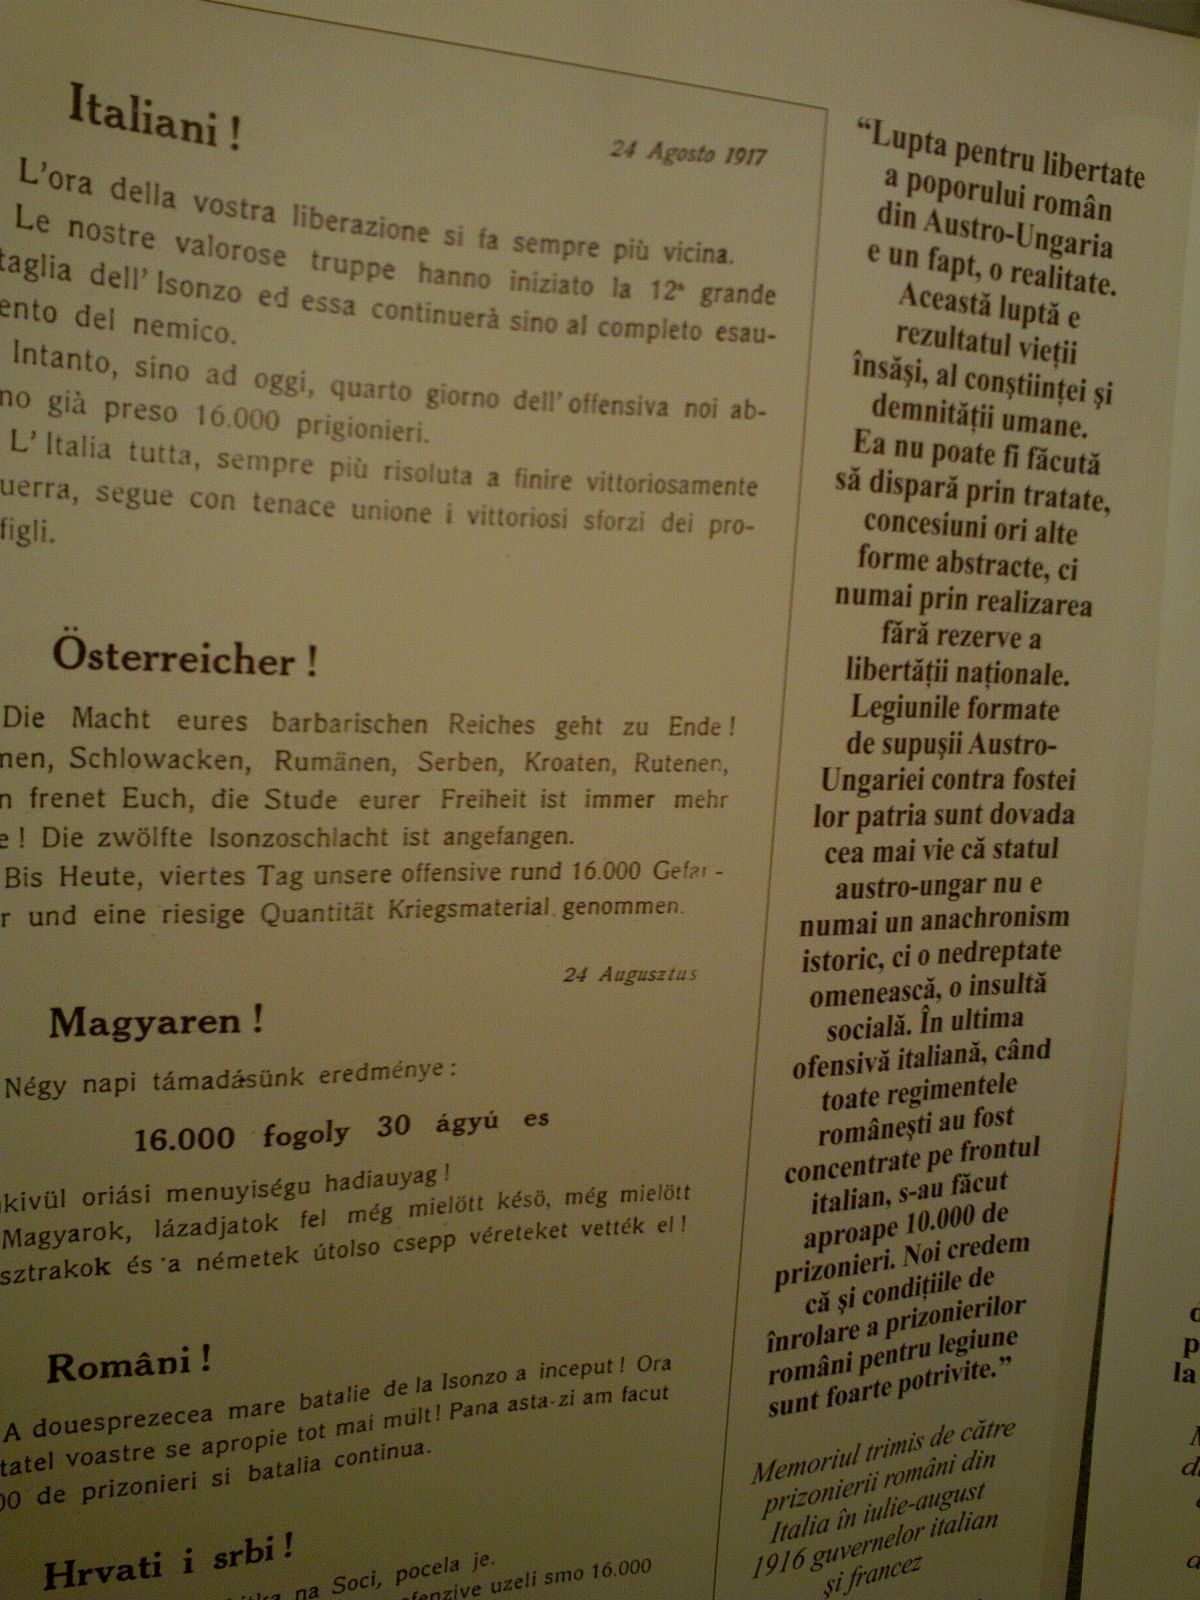 Italiani !
24 Agosto 1917
L'ora della vostra liberazione si fa sempre più vicina.
Le nostre valorose truppe hanno iniziato la 12ª grande
taglia dell' Isonzo ed essa continuerà sino al completo esau-
ento del nemico.
Intanto, sino ad oggi, quarto giorno dell' offensiva noi ab-
no già preso 16.000 prigionieri.
L' Italia tutta, sempre più risoluta a finire vittoriosamente
uerra, segue con tenace unione i vittoriosi sforzi dei pro-
figli.
Österreicher !
Die Macht eures barbarischen Reiches geht zu Ende !
men, Schlowacken, Rumänen, Serben, Kroaten, Rutenen,
n frenet Euch, die Stude eurer Freiheit ist immer mehr
e ! Die zwölfte Isonzoschlacht ist angefangen.
Bis Heute, viertes Tag unsere offensive rund 16.000 Gefar-
r und eine riesige Quantität Kriegsmaterial genommen.
24 Augusztus
Magyaren !
Négy napi támadásünk eredménye :
16.000 fogoly 30 ágyú es
kivül oriási menuyiségu hadiauyag !
Magyarok, lázadjatok fel még mielött késö, még mielött
sztrakok és a németek útolso csepp véreteket vették el !
Români !
A douesprezecea mare batalie de la Isonzo a inceput ! Ora
tatel voastre se apropie tot mai mult ! Pana asta-zi am facut
00 de prizonieri si batalia continua.
Hrvati i srbi !
na Soci, pocela je.
ofenzive uzeli smo 16.000
“Lupta pentru libertate
a poporului român
din Austro-Ungaria
e un fapt, o realitate.
Această luptă e
rezultatul vieții
însăși, al conștiinței și
demnității umane.
Ea nu poate fi făcută
să dispară prin tratate,
concesiuni ori alte
forme abstracte, ci
numai prin realizarea
fără rezerve a
libertății naționale.
Legiunile formate
de supușii Austro-
Ungariei contra fostei
lor patria sunt dovada
cea mai vie că statul
austro-ungar nu e
numai un anachronism
istoric, ci o nedreptate
omenească, o insultă
socială. În ultima
ofensivă italiană, când
toate regimentele
românești au fost
concentrate pe frontul
italian, s-au făcut
aproape 10.000 de
prizonieri. Noi credem
că și condițiile de
înrolare a prizonierilor
români pentru legiune
sunt foarte potrivite.”
Memoriul trimis de către
prizonierii români din
Italia în iulie-august
1916 guvernelor italian
și francez
la